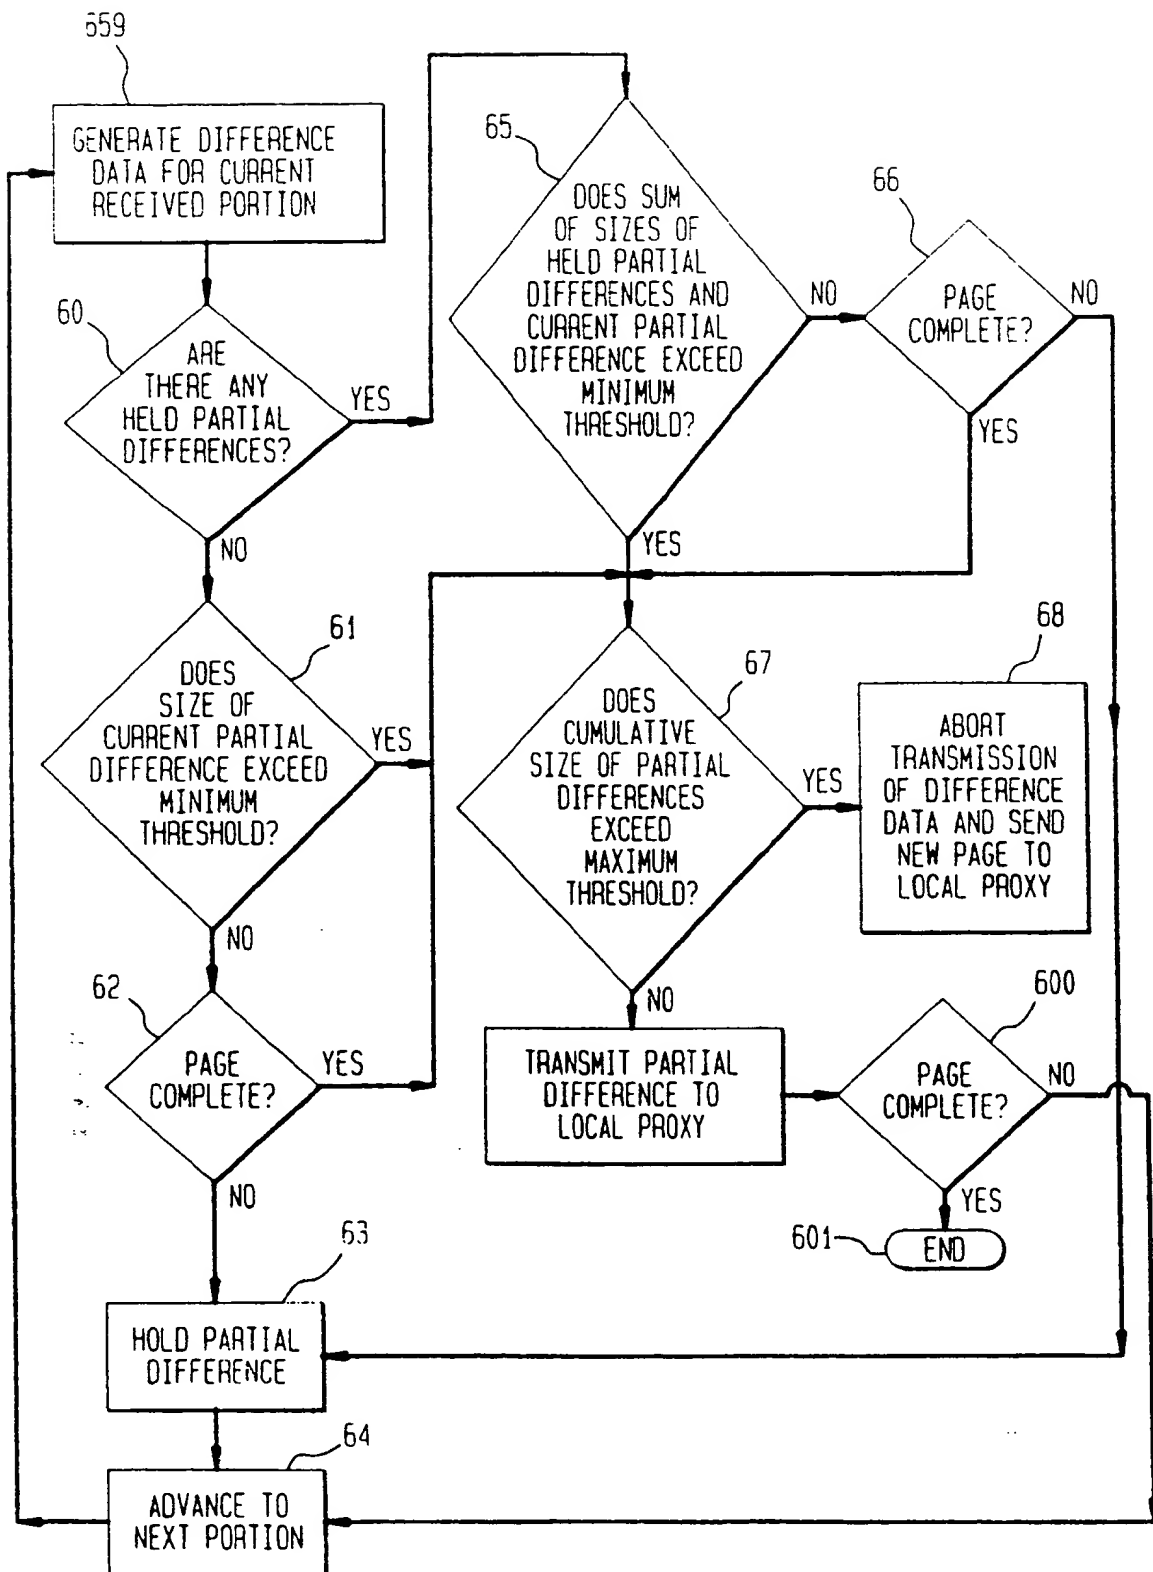 659
GENERATE DIFFERENCE
DATA FOR CURRENT
RECEIVED PORTION
60
ARE
THERE ANY
HELD PARTIAL
DIFFERENCES?
YES
NO
61
DOES
SIZE OF
CURRENT PARTIAL
DIFFERENCE EXCEED
MINIMUM
THRESHOLD?
YES
NO
62
PAGE
COMPLETE?
YES
NO
63
HOLD PARTIAL
DIFFERENCE
64
ADVANCE TO
NEXT PORTION
65
DOES SUM
OF SIZES OF
HELD PARTIAL
DIFFERENCES AND
CURRENT PARTIAL
DIFFERENCE EXCEED
MINIMUM
THRESHOLD?
NO
YES
66
PAGE
COMPLETE?
NO
YES
67
DOES
CUMULATIVE
SIZE OF PARTIAL
DIFFERENCES
EXCEED
MAXIMUM
THRESHOLD?
YES
NO
68
ABORT
TRANSMISSION
OF DIFFERENCE
DATA AND SEND
NEW PAGE TO
LOCAL PROXY
TRANSMIT PARTIAL
DIFFERENCE TO
LOCAL PROXY
600
PAGE
COMPLETE?
NO
YES
601
END